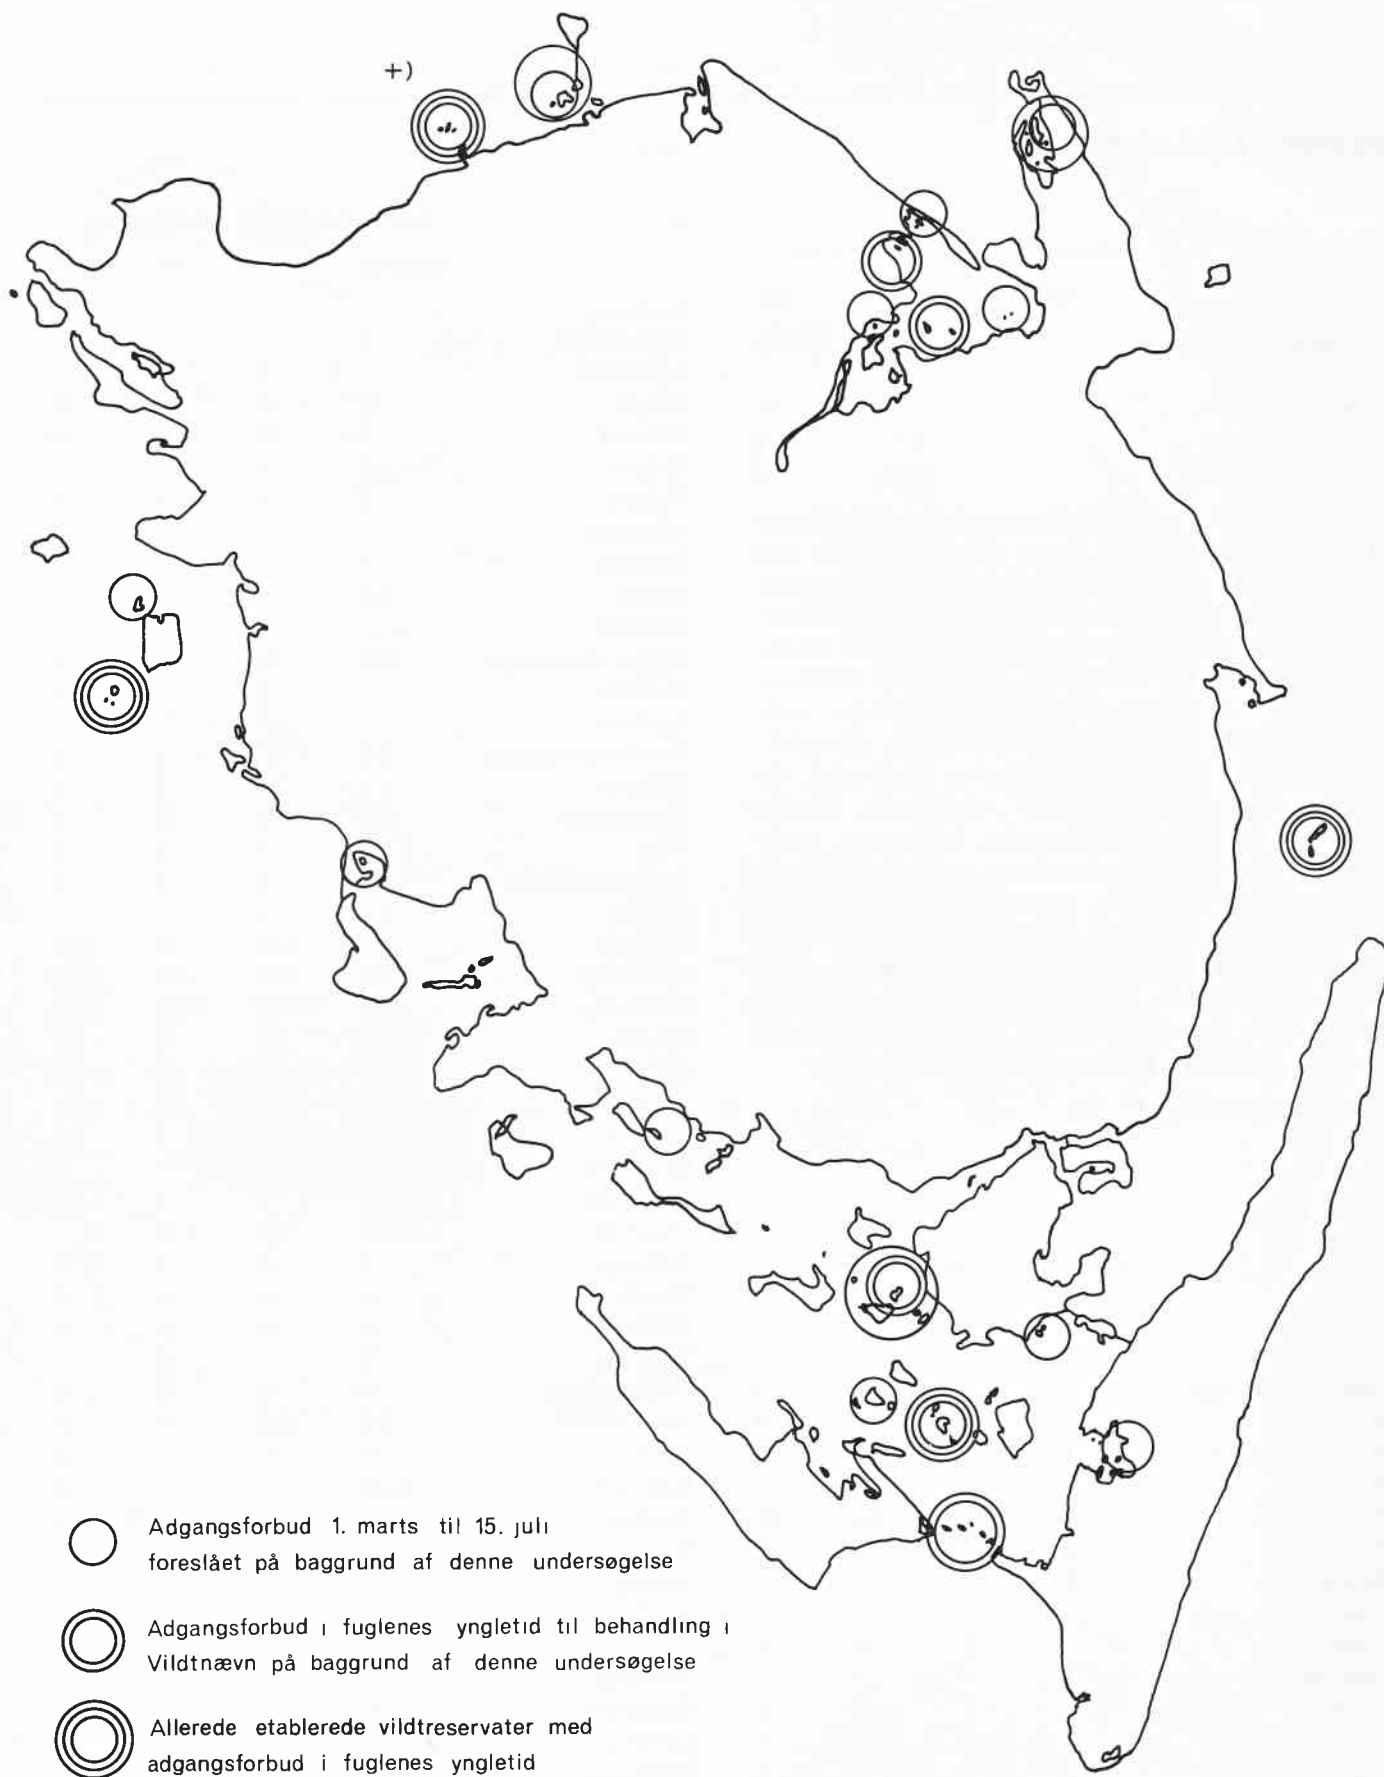 +)
Adgangsforbud 1. marts til 15. juli
foreslået på baggrund af denne undersøgelse
Adgangsforbud i fuglenes yngletid til behandling i
Vildtnævn på baggrund af denne undersøgelse
Allerede etablerede vildtreservater med
adgangsforbud i fuglenes yngletid